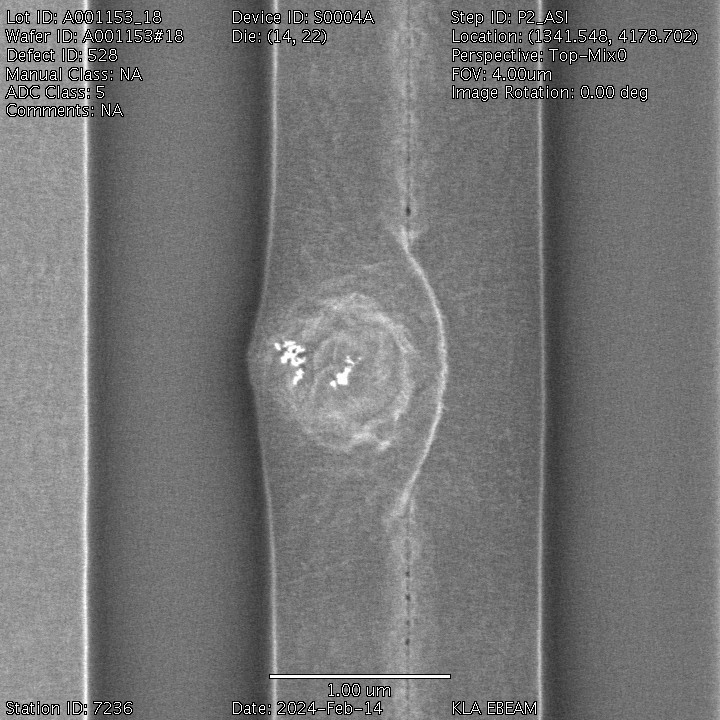 Lot ID: A001153_18
Wafer ID: A001153#18
Defect ID: 528
Manual Class: NA
ADC Class: 5
Comments: NA
Device ID: S0004A
Die: (14, 22)
Step ID: P2_ASI
Location: (1341.548, 4178.702)
Perspective: Top-Mix0
FOV: 4.00um
Image Rotation: 0.00 deg
1.00 um
Station ID: 7236
Date: 2024-Feb-14
KLA EBEAM